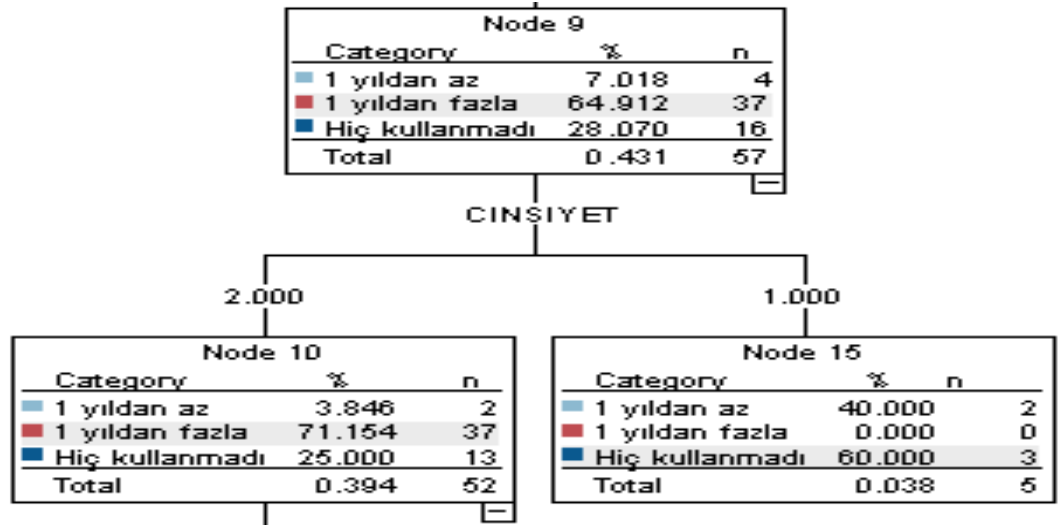 Node 9
Category % n
1 yıldan az 7.018 4
1 yıldan fazla 64.912 37
Hiç kullanmadı 28.070 16
Total 0.431 57
CINSIYET
2.000 1.000
Node 10
Category % n
1 yıldan az 3.846 2
1 yıldan fazla 71.154 37
Hiç kullanmadı 25.000 13
Total 0.394 52
Node 15
Category % n
1 yıldan az 40.000 2
1 yıldan fazla 0.000 0
Hiç kullanmadı 60.000 3
Total 0.038 5